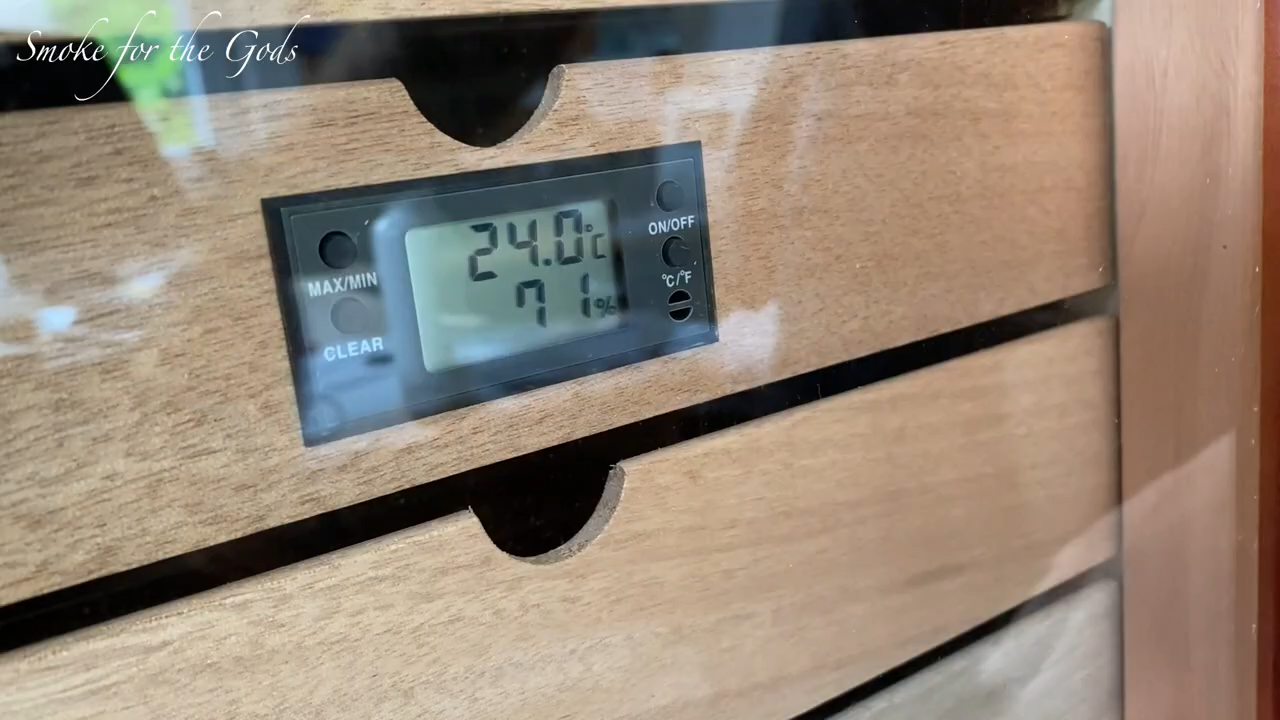 Smoke for the Gods
24.0°C
71%
MAX/MIN
CLEAR
ON/OFF
°C/°F